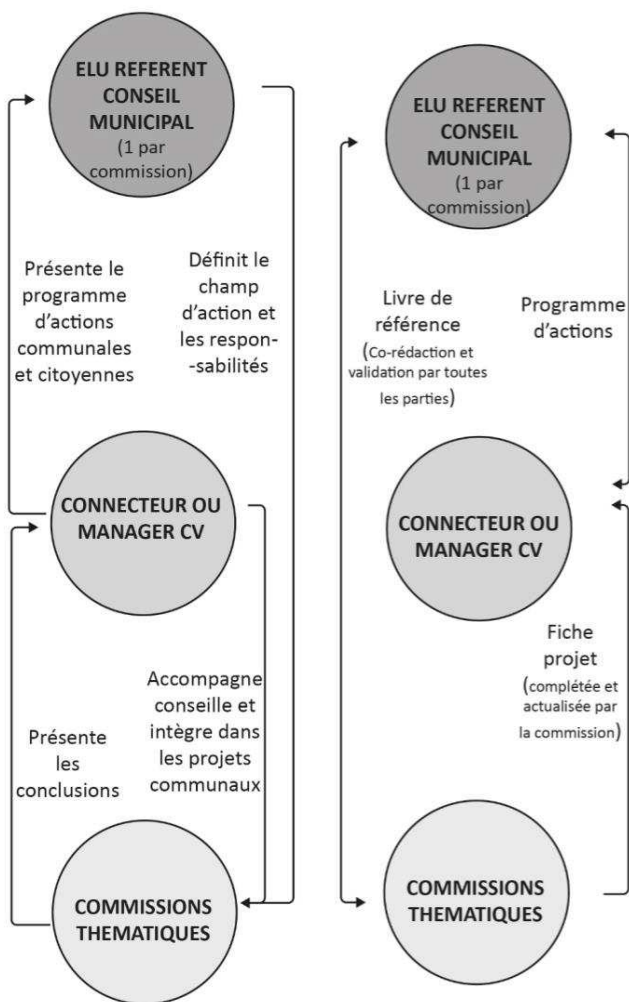 ELU REFERENT
CONSEIL
MUNICIPAL
(1 par
commission)
Présente le
programme
d'actions
communales
et citoyennes
Définit le
champ
d'action et
les respon-
-sabilités
CONNECTEUR OU
MANAGER CV
Présente
les
conclusions
Accompagne
conseille et
intègre dans
les projets
communaux
COMMISSIONS
THEMATIQUES
ELU REFERENT
CONSEIL
MUNICIPAL
(1 par
commission)
Livre de
référence
(Co-rédaction et
validation par toutes
les parties)
Programme
d'actions
CONNECTEUR OU
MANAGER CV
Fiche
projet
(complétée et
actualisée par
la commission)
COMMISSIONS
THEMATIQUES